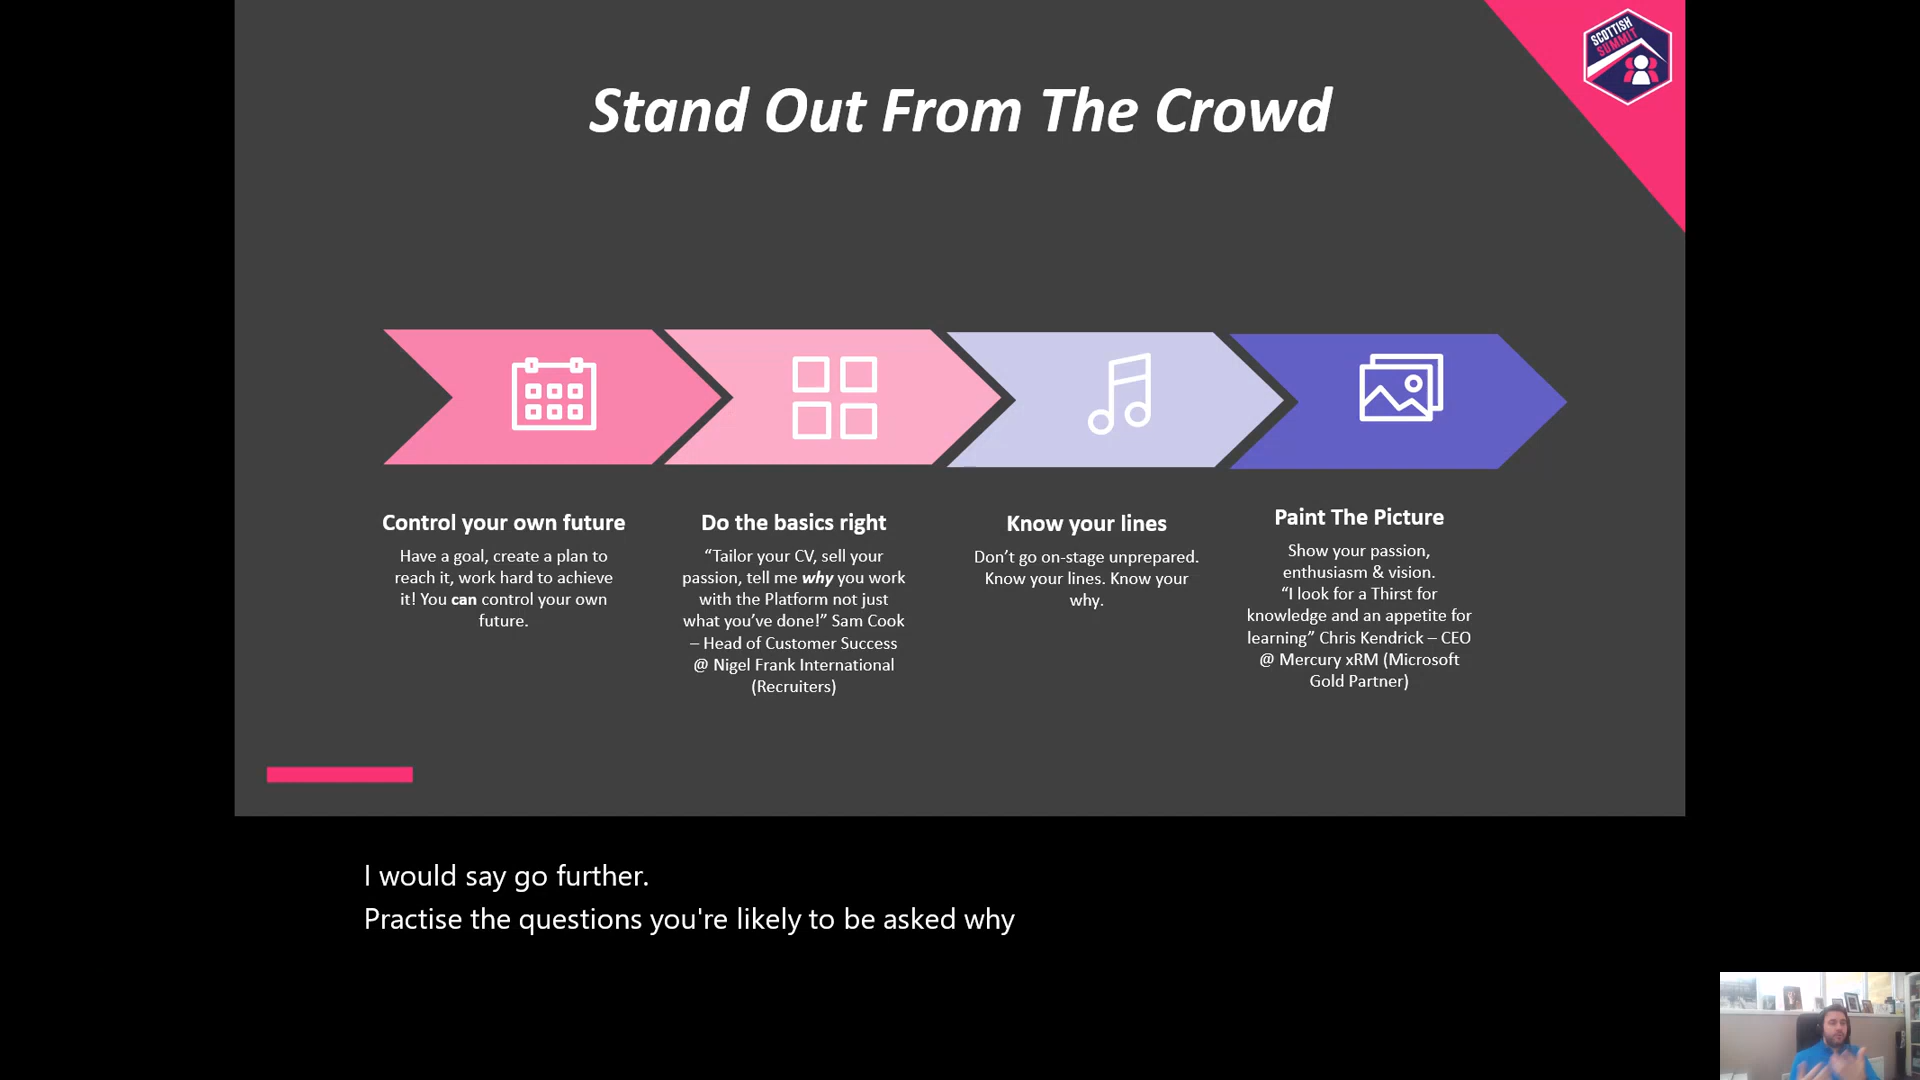 SCOTTISH
SUMMIT
Stand Out From The Crowd
Control your own future
Have a goal, create a plan to
reach it, work hard to achieve
it! You can control your own
future.
Do the basics right
“Tailor your CV, sell your
passion, tell me why you work
with the Platform not just
what you’ve done!” Sam Cook
– Head of Customer Success
@ Nigel Frank International
(Recruiters)
Know your lines
Don’t go on-stage unprepared.
Know your lines. Know your
why.
Paint The Picture
Show your passion,
enthusiasm & vision.
“I look for a Thirst for
knowledge and an appetite for
learning” Chris Kendrick – CEO
@ Mercury xRM (Microsoft
Gold Partner)
I would say go further.
Practise the questions you're likely to be asked why